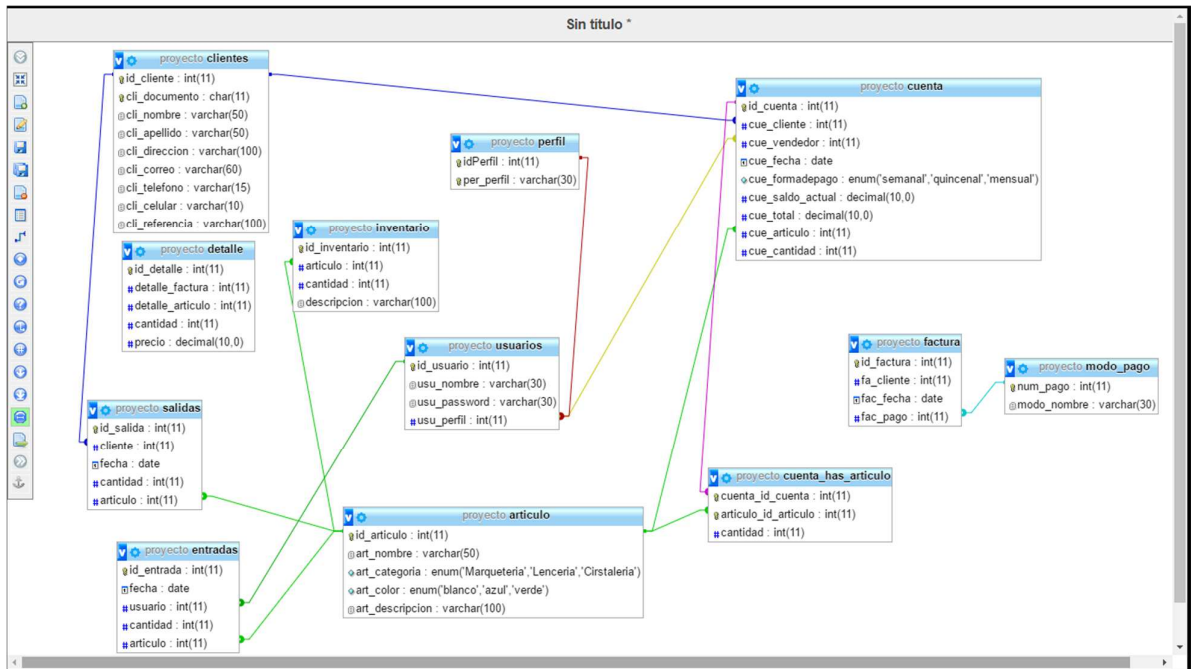 Sin titulo *
proyecto clientes
id_cliente : int(11)
cli_documento : char(11)
cli_nombre : varchar(50)
cli_apellido : varchar(50)
cli_direccion : varchar(100)
cli_correo : varchar(60)
cli_telefono : varchar(15)
cli_celular : varchar(10)
cli_referencia : varchar(100)
proyecto detalle
id_detalle : int(11)
detalle_factura : int(11)
detalle_articulo : int(11)
cantidad : int(11)
precio : decimal(10,0)
proyecto perfil
idPerfil : int(11)
per_perfil : varchar(30)
proyecto inventario
id_inventario : int(11)
articulo : int(11)
cantidad : int(11)
descripcion : varchar(100)
proyecto cuenta
id_cuenta : int(11)
cue_cliente : int(11)
cue_vendedor : int(11)
cue_fecha : date
cue_formadepago : enum('semanal','quincenal','mensual')
cue_saldo_actual : decimal(10,0)
cue_total : decimal(10,0)
cue_articulo : int(11)
cue_cantidad : int(11)
proyecto usuarios
id_usuario : int(11)
usu_nombre : varchar(30)
usu_password : varchar(30)
usu_perfil : int(11)
proyecto factura
id_factura : int(11)
fa_cliente : int(11)
fac_fecha : date
fac_pago : int(11)
proyecto modo_pago
num_pago : int(11)
modo_nombre : varchar(30)
proyecto salidas
id_salida : int(11)
cliente : int(11)
fecha : date
cantidad : int(11)
articulo : int(11)
proyecto cuenta_has_articulo
cuenta_id_cuenta : int(11)
articulo_id_articulo : int(11)
cantidad : int(11)
proyecto articulo
id_articulo : int(11)
art_nombre : varchar(50)
art_categoria : enum('Marqueteria','Lenceria','Cirstaleria')
art_color : enum('blanco','azul','verde')
art_descripcion : varchar(100)
proyecto entradas
id_entrada : int(11)
fecha : date
usuario : int(11)
cantidad : int(11)
articulo : int(11)